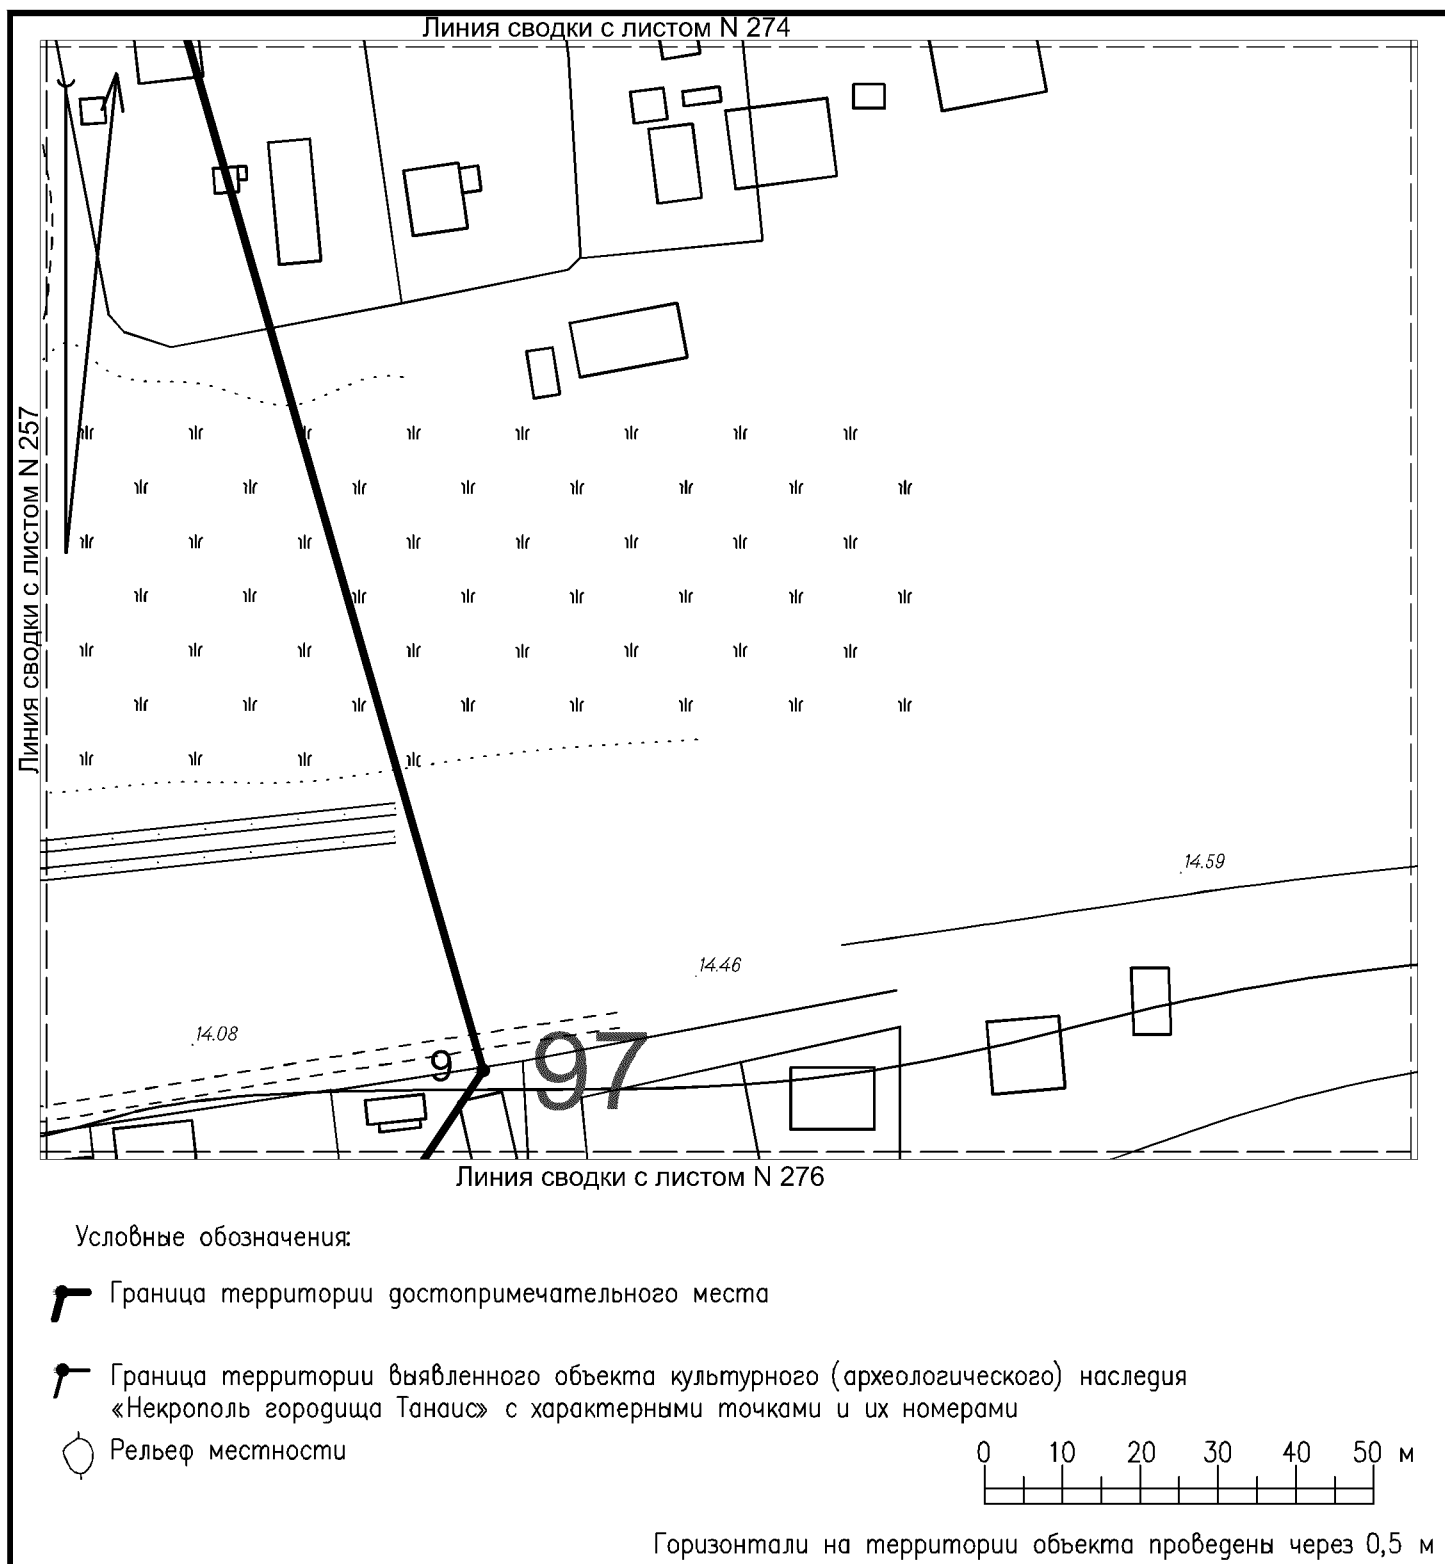 Линия сводки с листом N 274
Линия сводки с листом N 257
14.59
14.46
14.08
9
97
Линия сводки с листом N 276
Условные обозначения:
Граница территории достопримечательного места
Граница территории выявленного объекта культурного (археологического) наследия
«Некрополь городища Танаис» с характерными точками и их номерами
Рельеф местности
0 10 20 30 40 50 м
Горизонтали на территории объекта проведены через 0,5 м